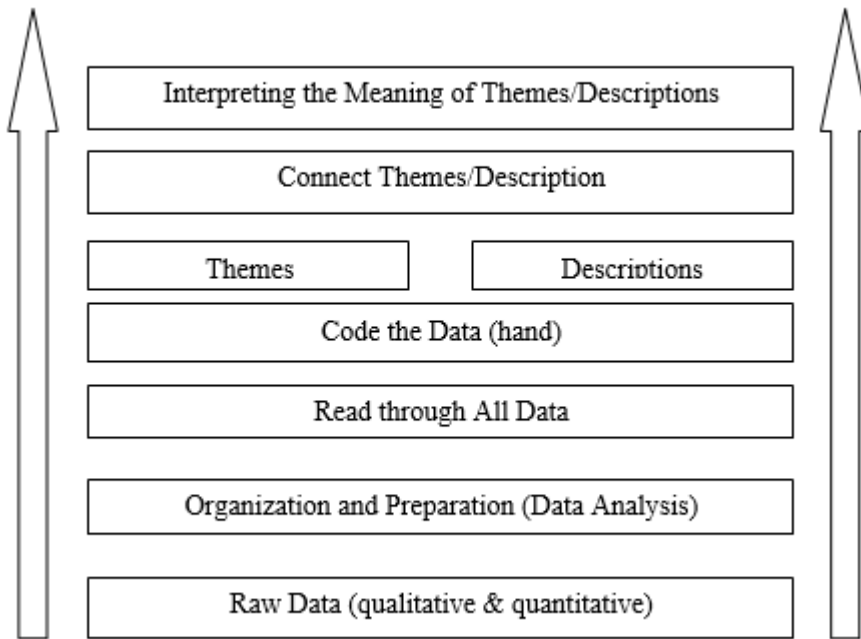 Interpreting the Meaning of Themes/Descriptions
Connect Themes/Description
Themes
Descriptions
Code the Data (hand)
Read through All Data
Organization and Preparation (Data Analysis)
Raw Data (qualitative & quantitative)